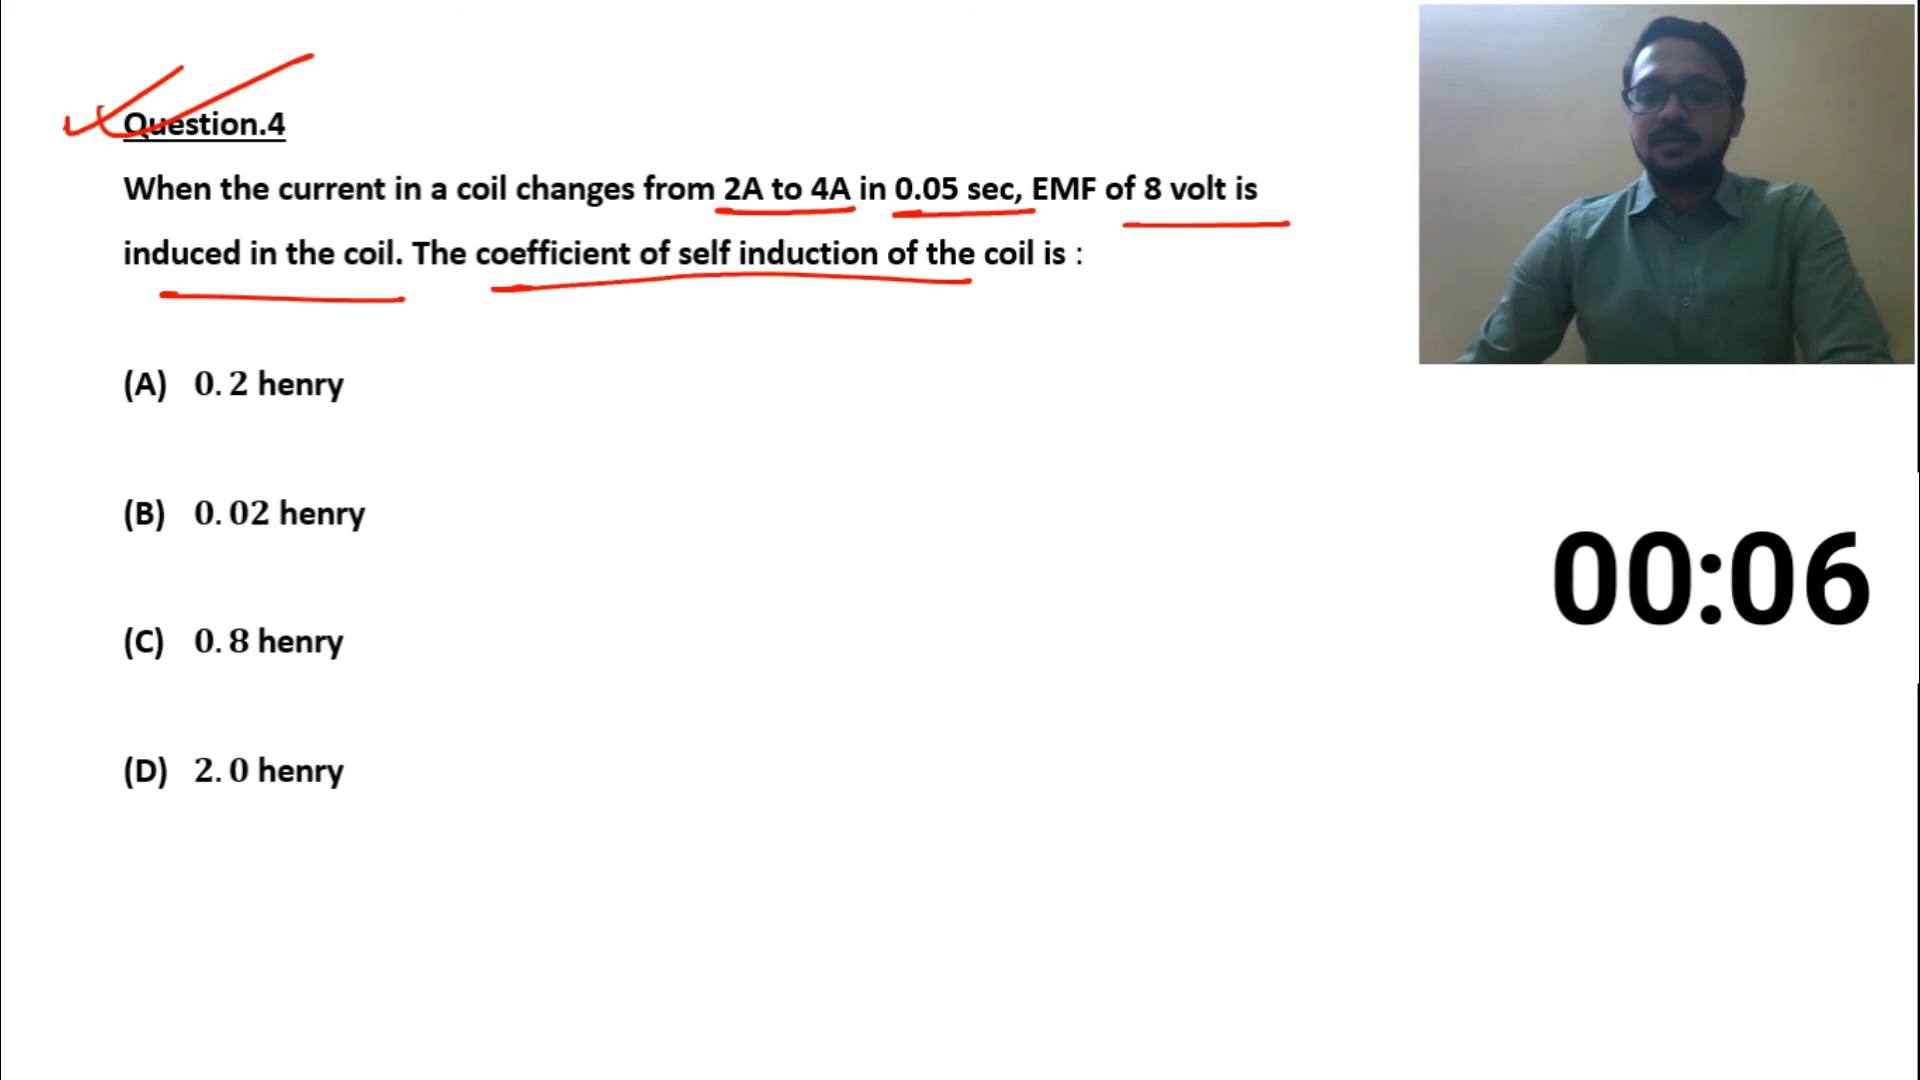 Question.4
When the current in a coil changes from 2A to 4A in 0.05 sec, EMF of 8 volt is
induced in the coil. The coefficient of self induction of the coil is :
(A) 0.2 henry
(B) 0.02 henry
00:06
(C) 0.8 henry
(D) 2.0 henry